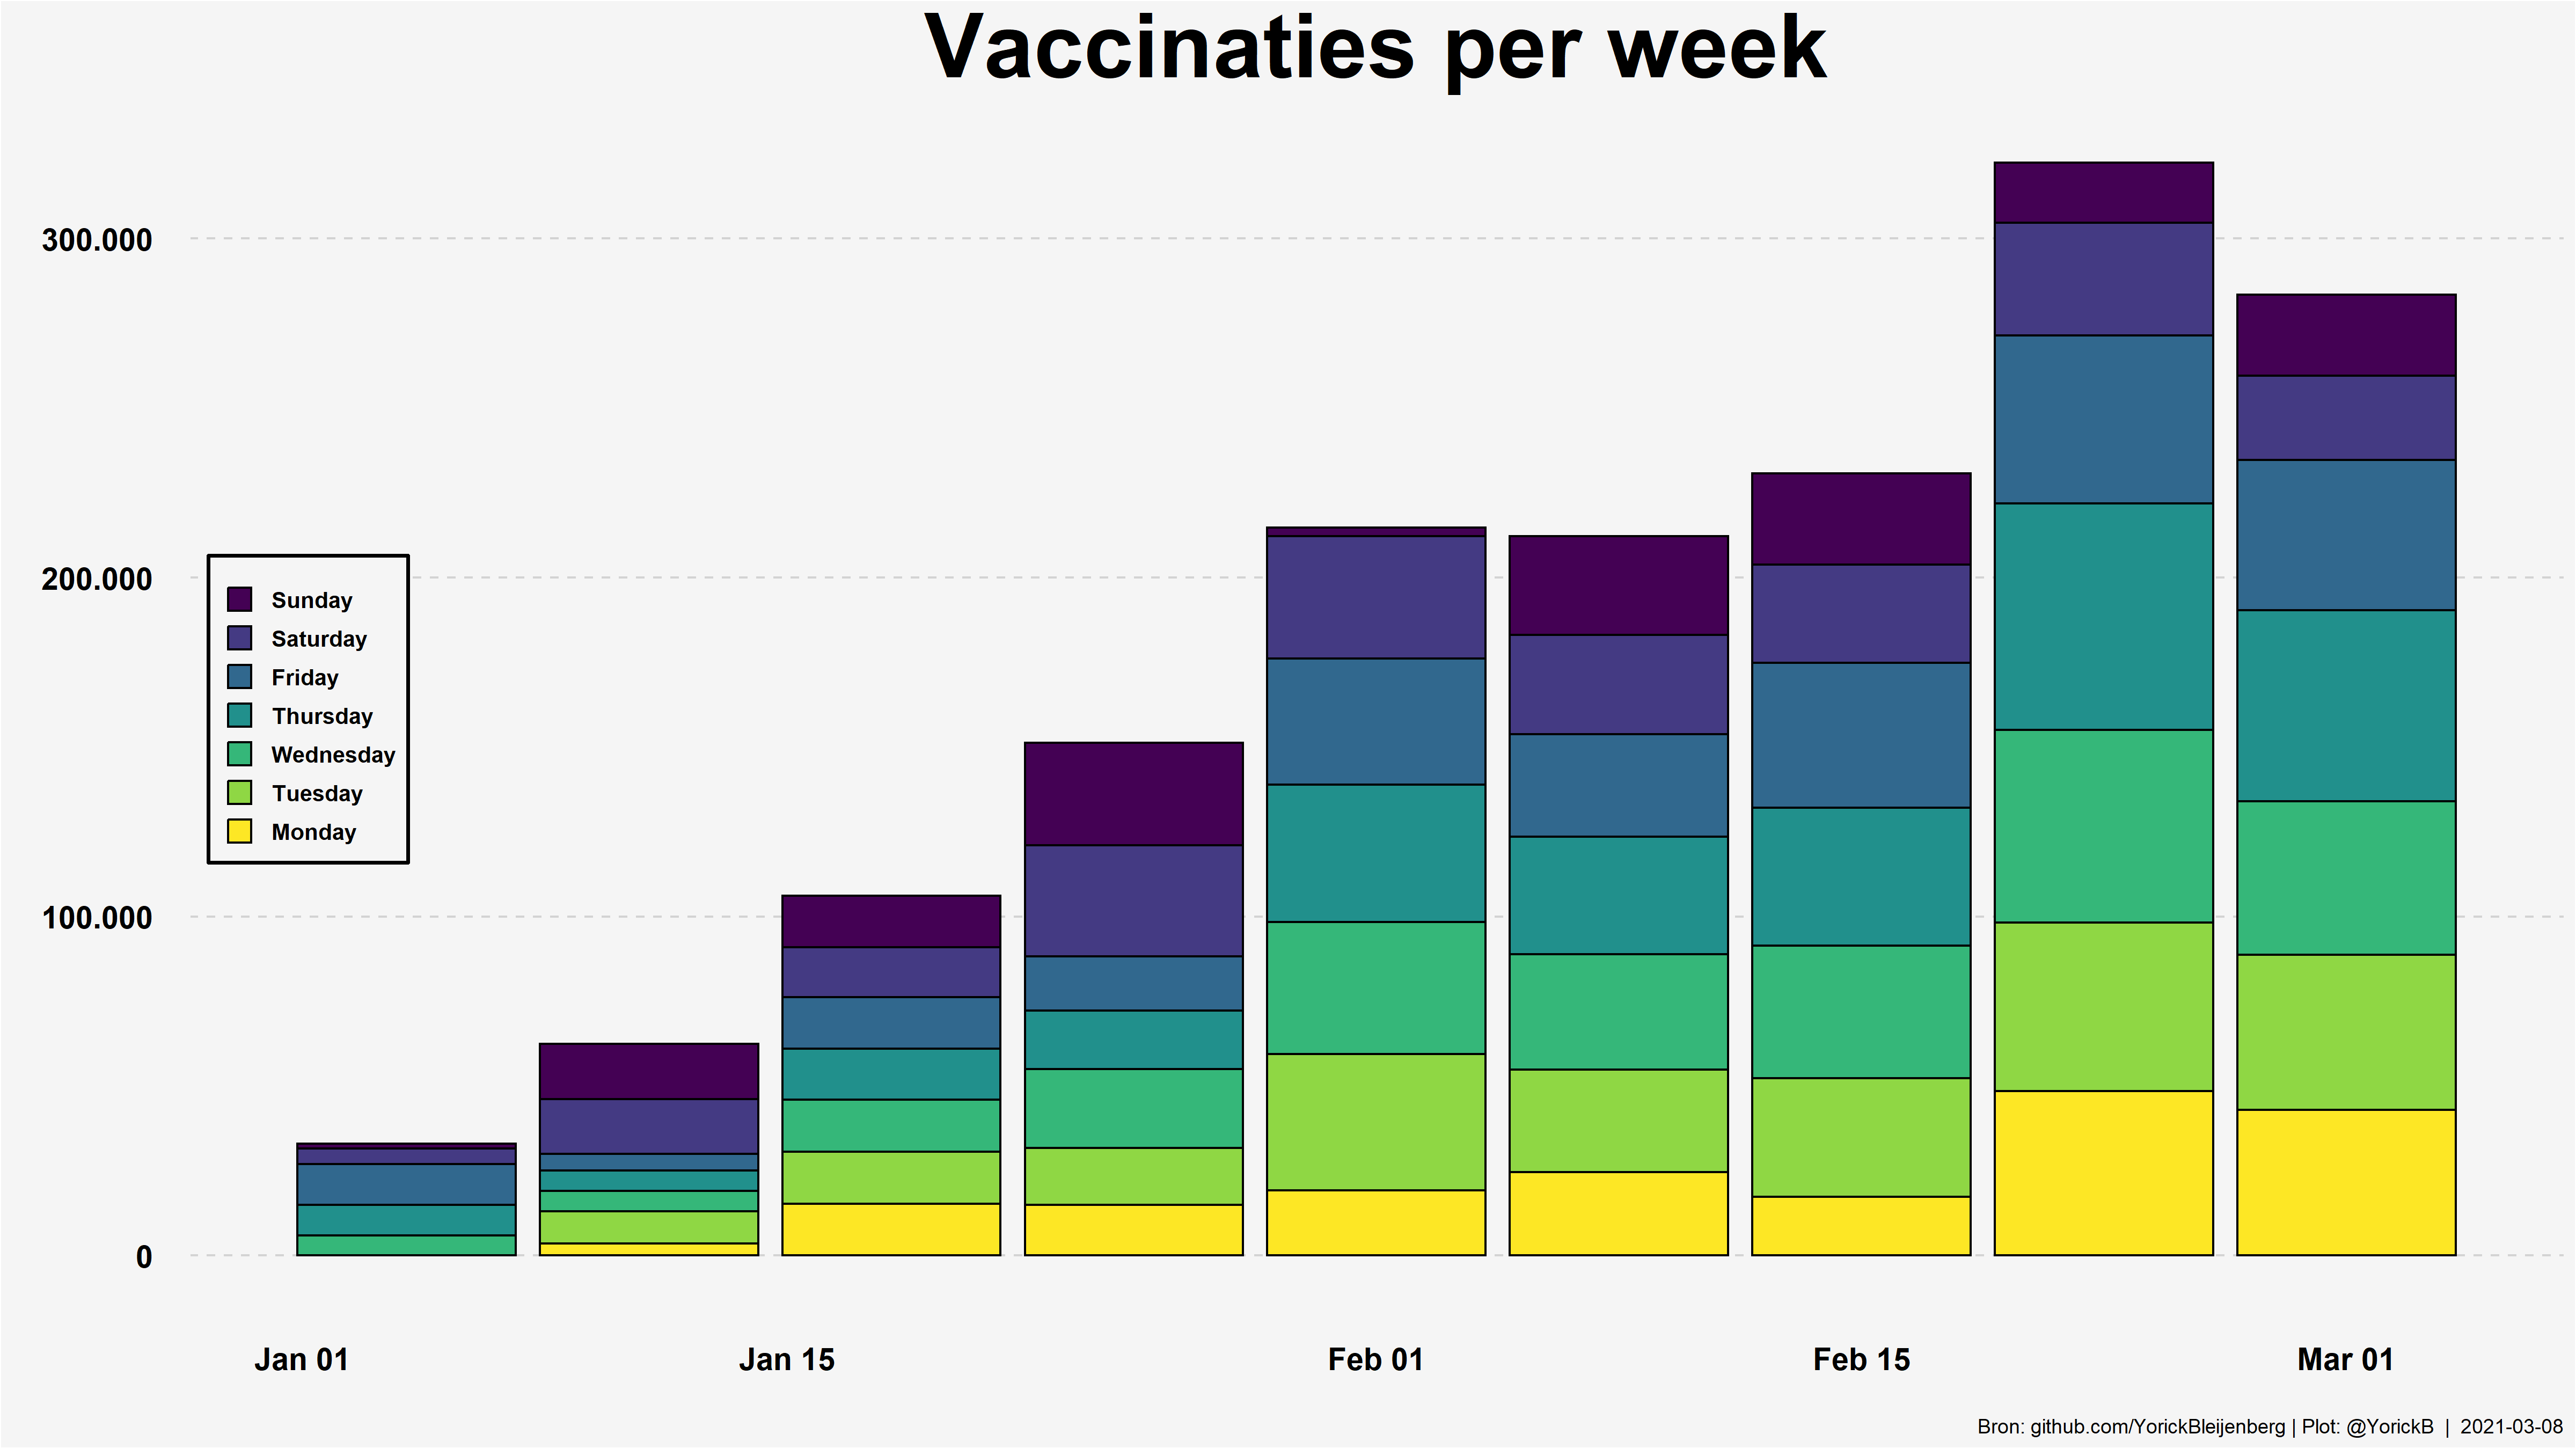 Vaccinaties per week
300.000
200.000
100.000
0
Sunday
Saturday
Friday
Thursday
Wednesday
Tuesday
Monday
Jan 01
Jan 15
Feb 01
Feb 15
Mar 01
Bron: github.com/YorickBleijenberg | Plot: @YorickB | 2021-03-08